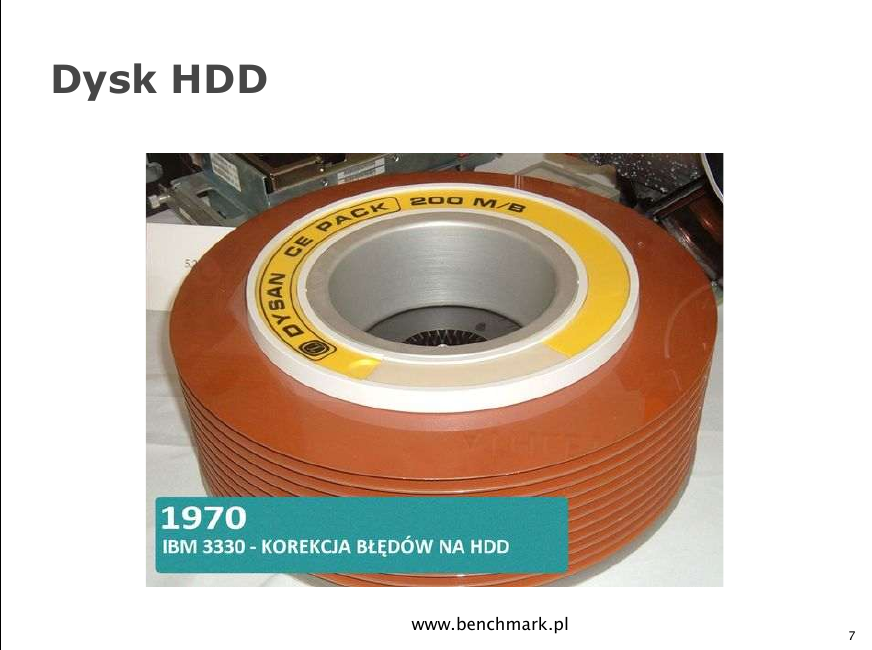 Dysk HDD
DYSAN CE PACK 200 M/B
1970
IBM 3330 - KOREKCJA BŁĘDÓW NA HDD
www.benchmark.pl
7